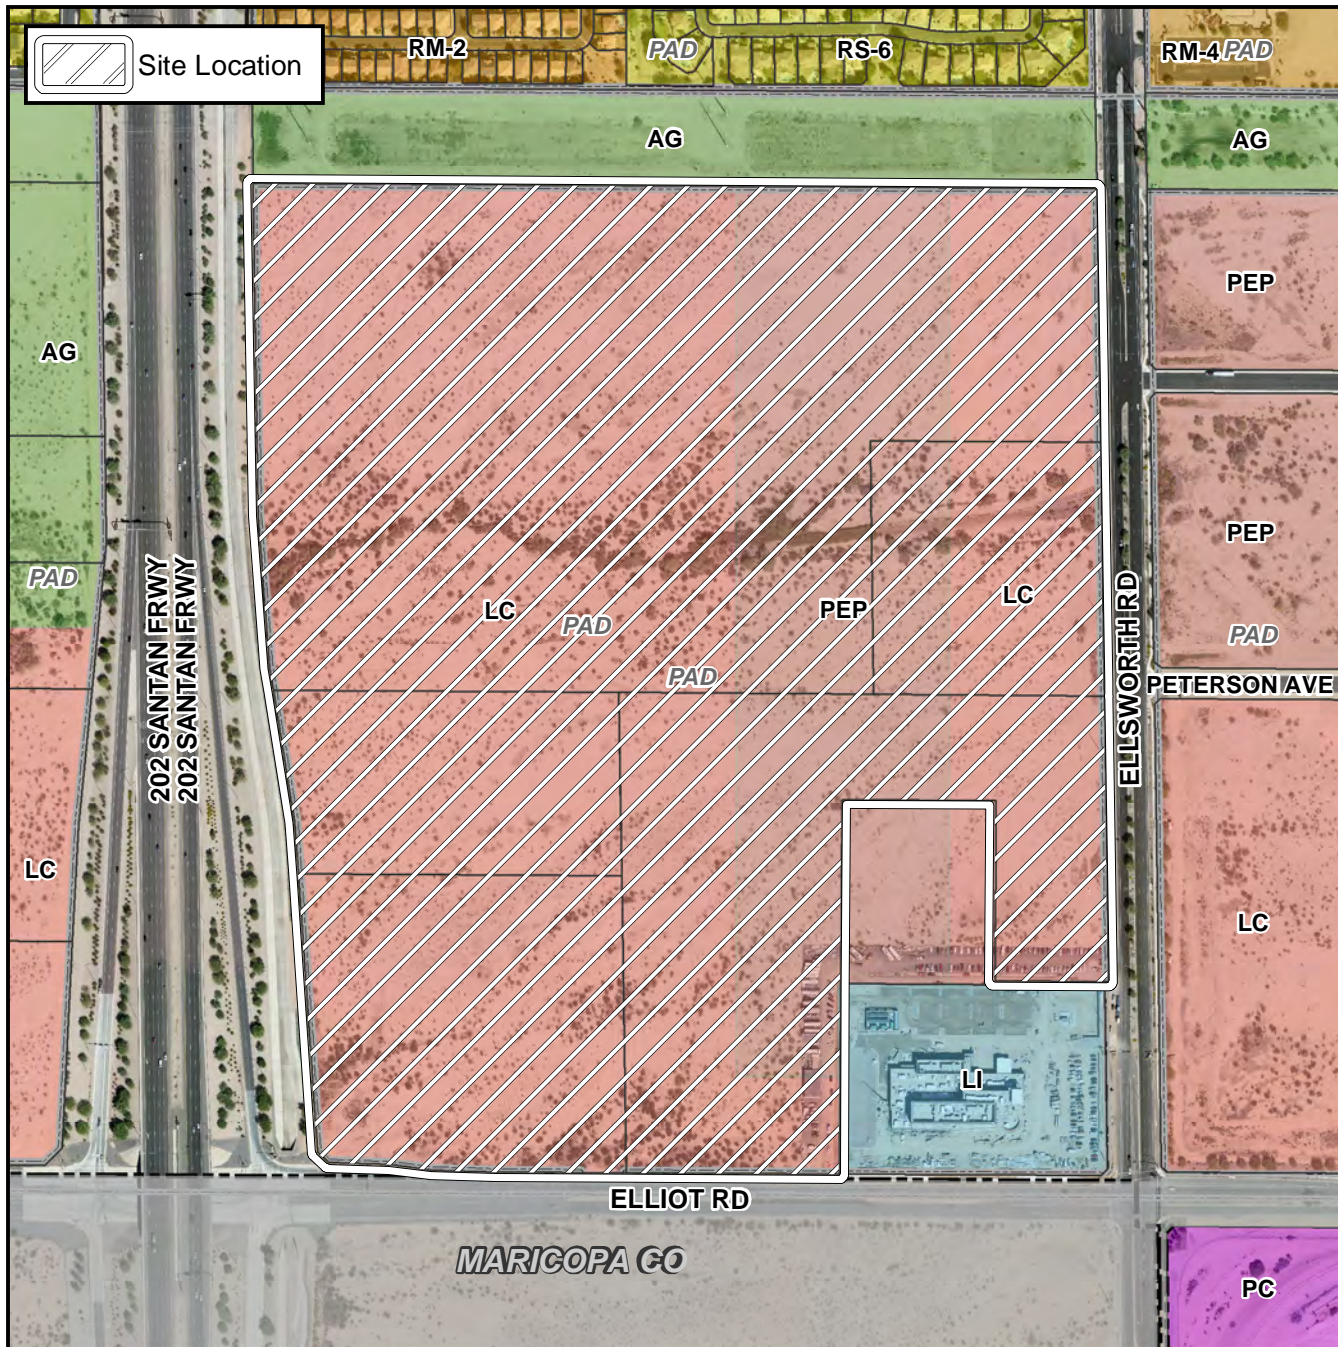 RM-2
PAD
RS-6
RM-4 PAD
Site Location
AG
AG
PEP
AG
PEP
PAD
LC
PAD
PEP
LC
PAD
PAD
202 SANTAN FRWY
202 SANTAN FRWY
ELLSWORTH RD
PETERSON AVE
LC
LC
LI
ELLIOT RD
MARICOPA CO
PC